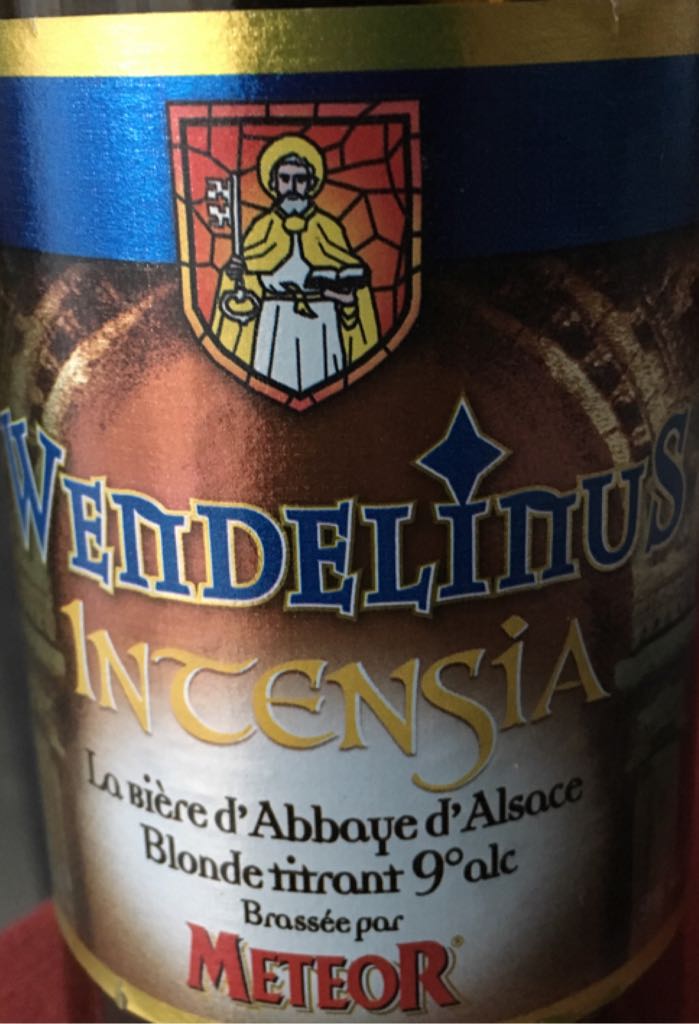 WENDELINUS
INTENSIA
La Bière d'Abbaye d'Alsace
Blonde titrant 9° alc
Brassée par
METEOR®